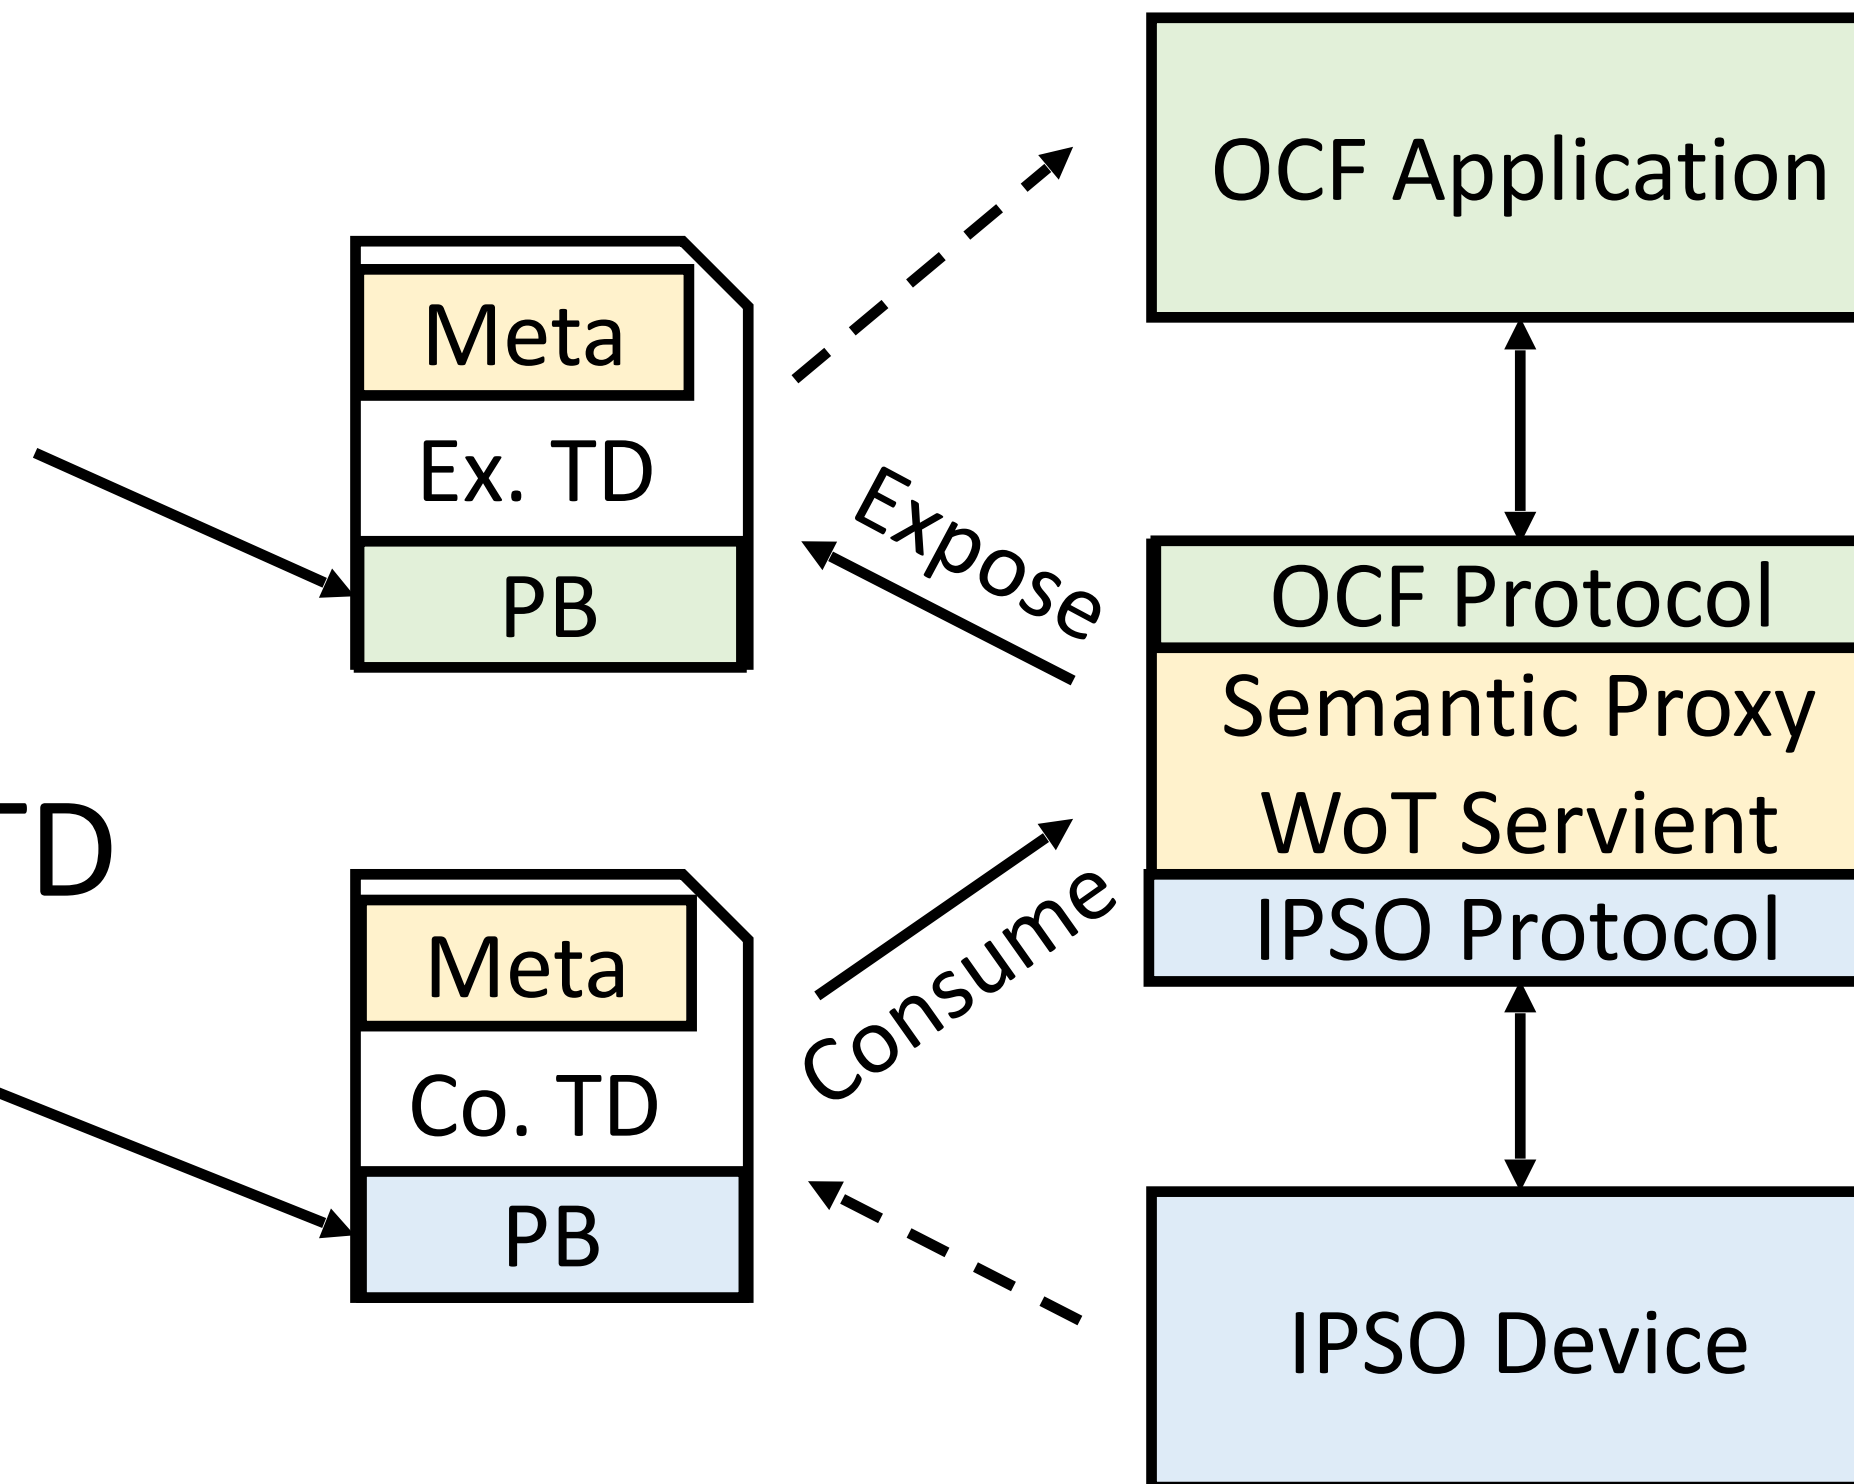 OCF Application
Meta
Ex. TD
PB
Expose
OCF Protocol
Semantic Proxy
WoT Servient
IPSO Protocol
TD
Meta
Co. TD
PB
Consume
IPSO Device